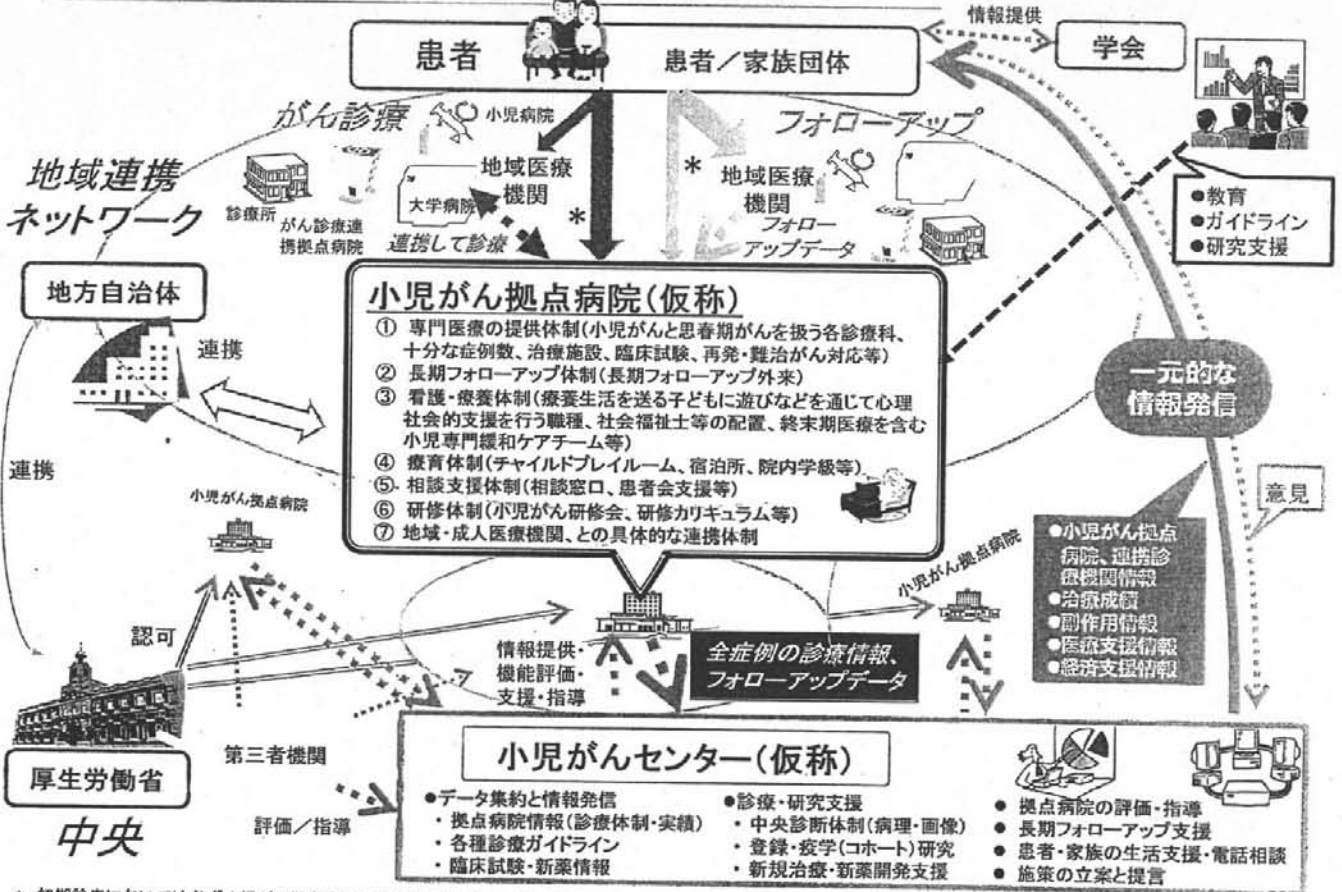 情報提供
患者
患者／家族団体
学会
がん診療
小児病院
フォローアップ
地域医療
機関
*
*
地域医療
機関
地域連携
ネットワーク
診療所
がん診療連
携拠点病院
大学病院
連携して診療
フォロー
アップデータ
●教育
●ガイドライン
●研究支援
地方自治体
連携
連携
小児がん拠点病院(仮称)
① 専門医療の提供体制(小児がんと思春期がんを扱う各診療科、
十分な症例数、治療施設、臨床試験、再発・難治がん対応等)
② 長期フォローアップ体制(長期フォローアップ外来)
③ 看護・療養体制(療養生活を送る子どもに遊びなどを通じて心理
社会的支援を行う職種、社会福祉士等の配置、終末期医療を含む
小児専門緩和ケアチーム等)
④ 療育体制(チャイルドプレイルーム、宿泊所、院内学級等)
⑤ 相談支援体制(相談窓口、患者会支援等)
⑥ 研修体制(小児がん研修会、研修カリキュラム等)
⑦ 地域・成人医療機関、との具体的な連携体制
一元的な
情報発信
意見
●小児がん拠点
病院、連携診
療機関情報
●治療成績
●副作用情報
●医療支援情報
●経済支援情報
小児がん拠点病院
小児がん拠点病院
認可
情報提供・
機能評価・
支援・指導
全症例の診療情報、
フォローアップデータ
厚生労働省
中央
第三者機関
評価／指導
小児がんセンター(仮称)
●データ集約と情報発信
・拠点病院情報(診療体制・実績)
・各種診療ガイドライン
・臨床試験・新薬情報
●診療・研究支援
・中央診断体制(病理・画像)
・登録・疫学(コホート)研究
・新規治療・新薬開発支援
● 拠点病院の評価・指導
● 長期フォローアップ支援
● 患者・家族の生活支援・電話相談
● 施策の立案と提言